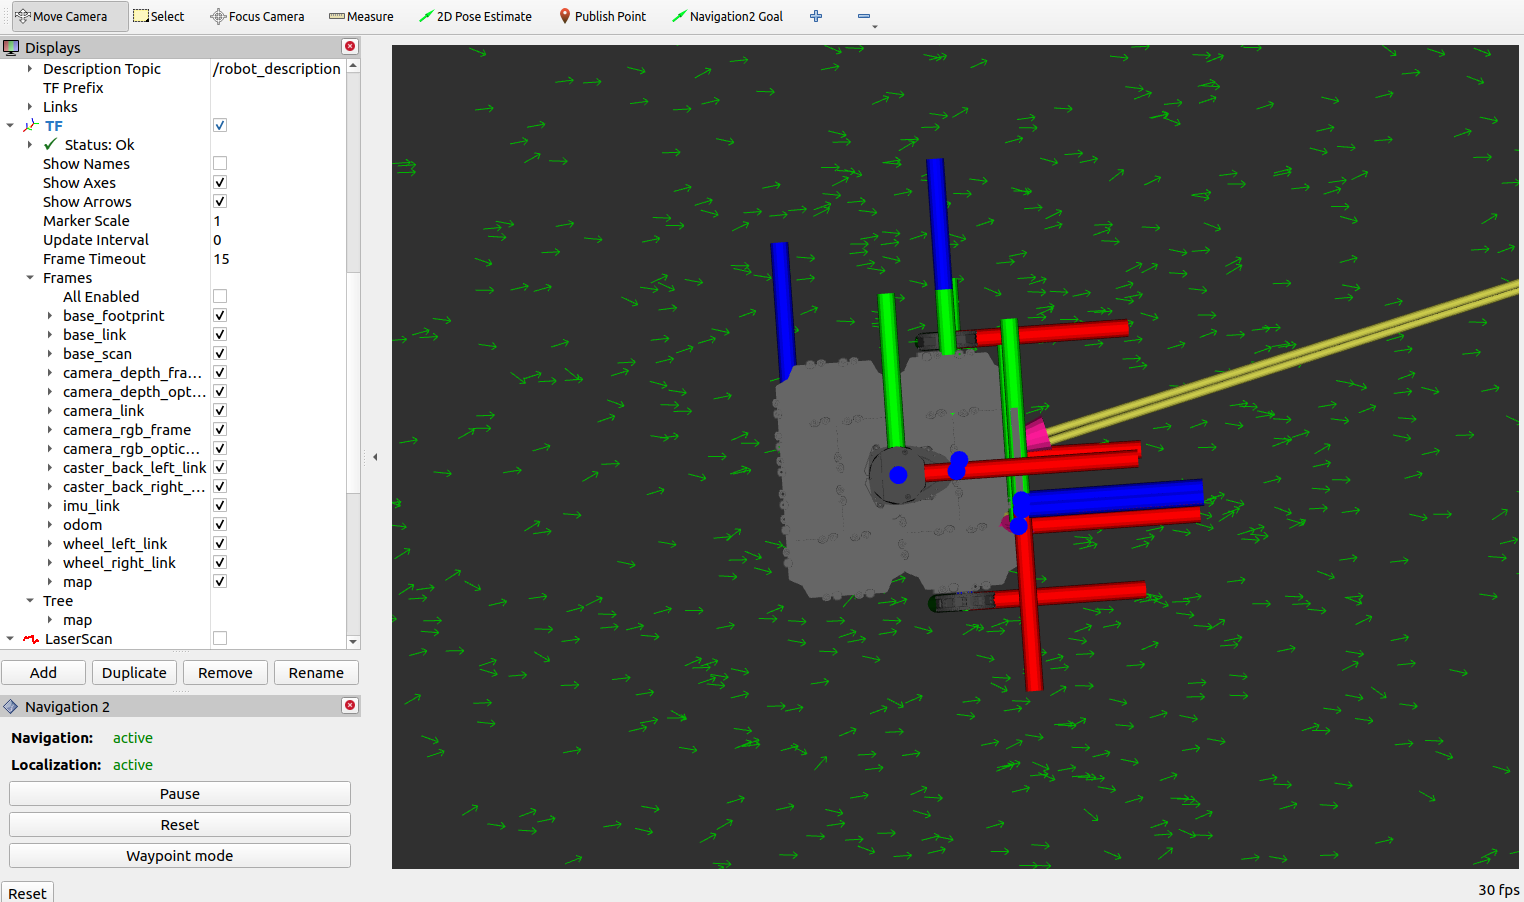 Move Camera Select Focus Camera Measure 2D Pose Estimate Publish Point Navigation2 Goal
Displays
Description Topic /robot_description
TF Prefix
Links
TF
Status: Ok
Show Names
Show Axes
Show Arrows
Marker Scale 1
Update Interval 0
Frame Timeout 15
Frames
All Enabled
base_footprint
base_link
base_scan
camera_depth_fra...
camera_depth_opt...
camera_link
camera_rgb_frame
camera_rgb_optic...
caster_back_left_link
caster_back_right_...
imu_link
odom
wheel_left_link
wheel_right_link
map
Tree
map
LaserScan
Add Duplicate Remove Rename
Navigation 2
Navigation: active
Localization: active
Pause
Reset
Waypoint mode
Reset
30 fps